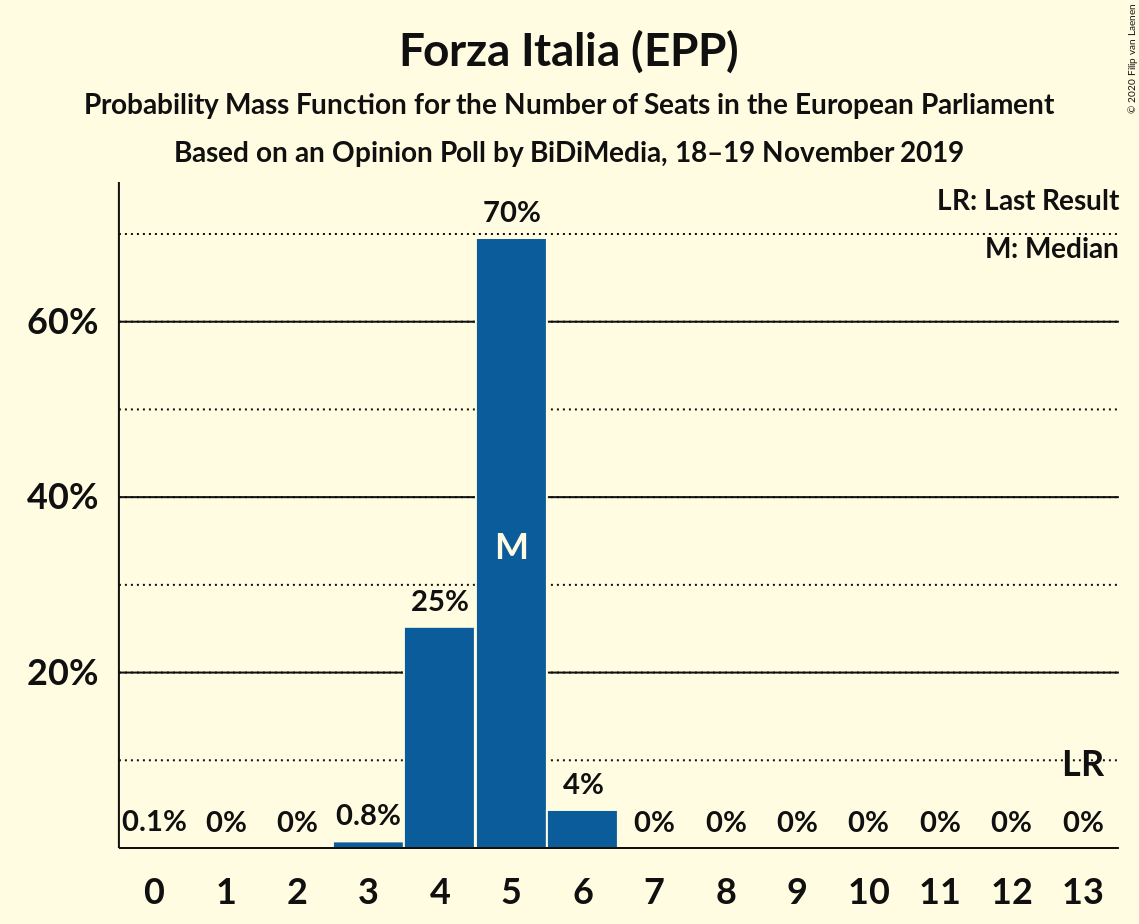 Forza Italia (EPP)
Probability Mass Function for the Number of Seats in the European Parliament
Based on an Opinion Poll by BiDiMedia, 18–19 November 2019
© 2020 Filip van Laenen
LR: Last Result
M: Median
70%
60%
40%
M
25%
20%
LR
4%
0.1% 0% 0% 0.8% 0% 0% 0% 0% 0% 0% 0%
0 1 2 3 4 5 6 7 8 9 10 11 12 13